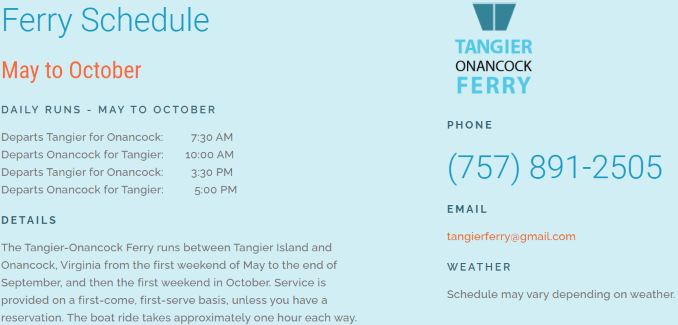 Ferry Schedule
May to October
DAILY RUNS - MAY TO OCTOBER
Departs Tangier for Onancock: 7:30 AM
Departs Onancock for Tangier: 10:00 AM
Departs Tangier for Onancock: 3:30 PM
Departs Onancock for Tangier: 5:00 PM
DETAILS
The Tangier-Onancock Ferry runs between Tangier Island and
Onancock, Virginia from the first weekend of May to the end of
September, and then the first weekend in October. Service is
provided on a first-come, first-serve basis, unless you have a
reservation. The boat ride takes approximately one hour each way.
TANGIER
ONANCOCK
FERRY
PHONE
(757) 891-2505
EMAIL
tangierferry@gmail.com
WEATHER
Schedule may vary depending on weather.